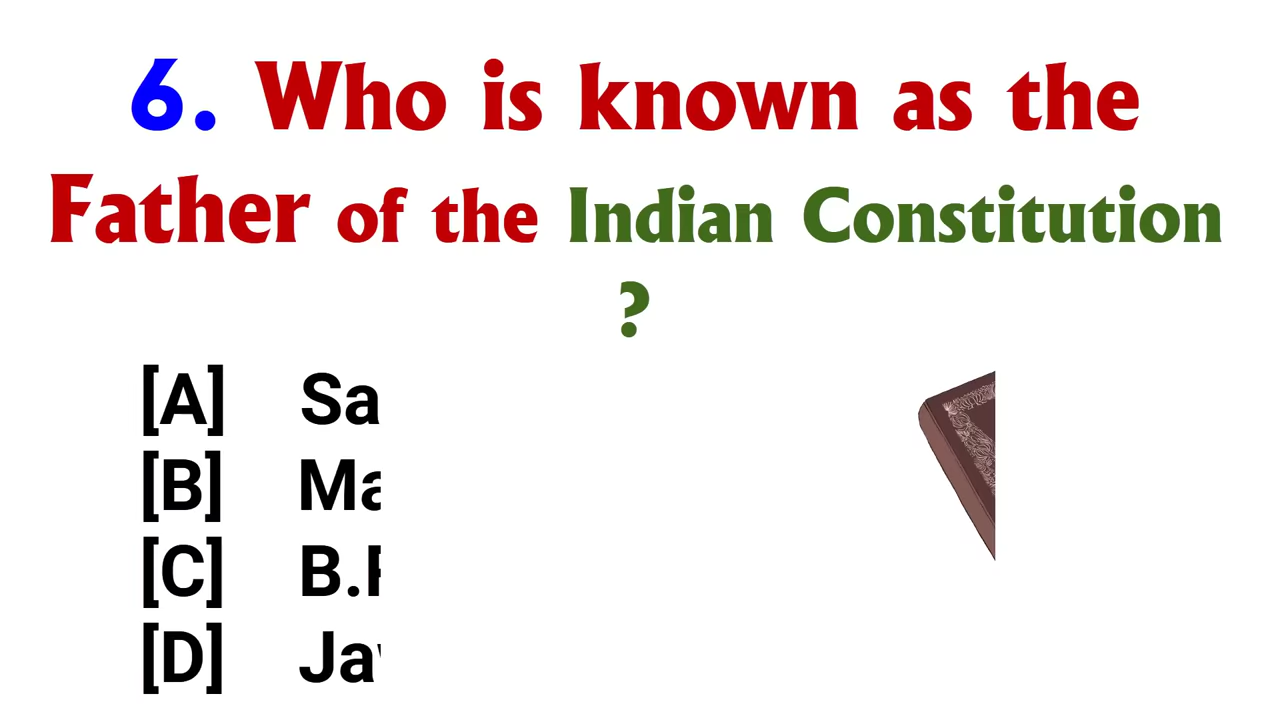 6. Who is known as the
Father of the Indian Constitution
?
[A] Sa
[B] Ma
[C] B.
[D] Ja